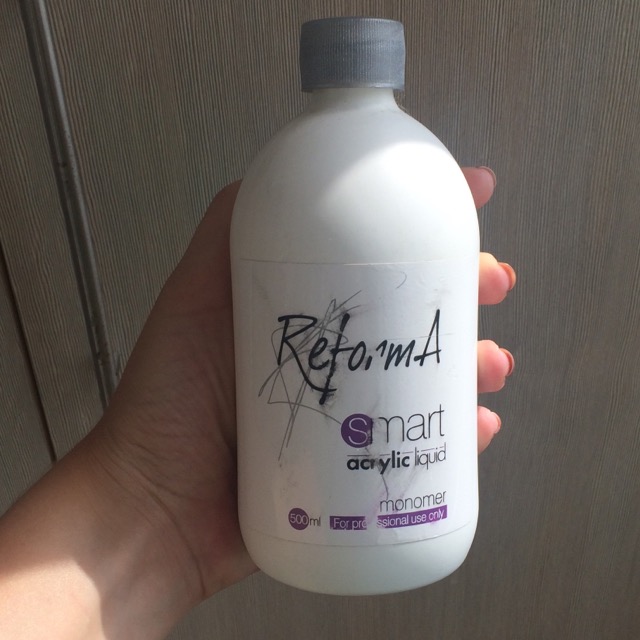 ReformA
smart
acrylic liquid
monomer
500ml For professional use only